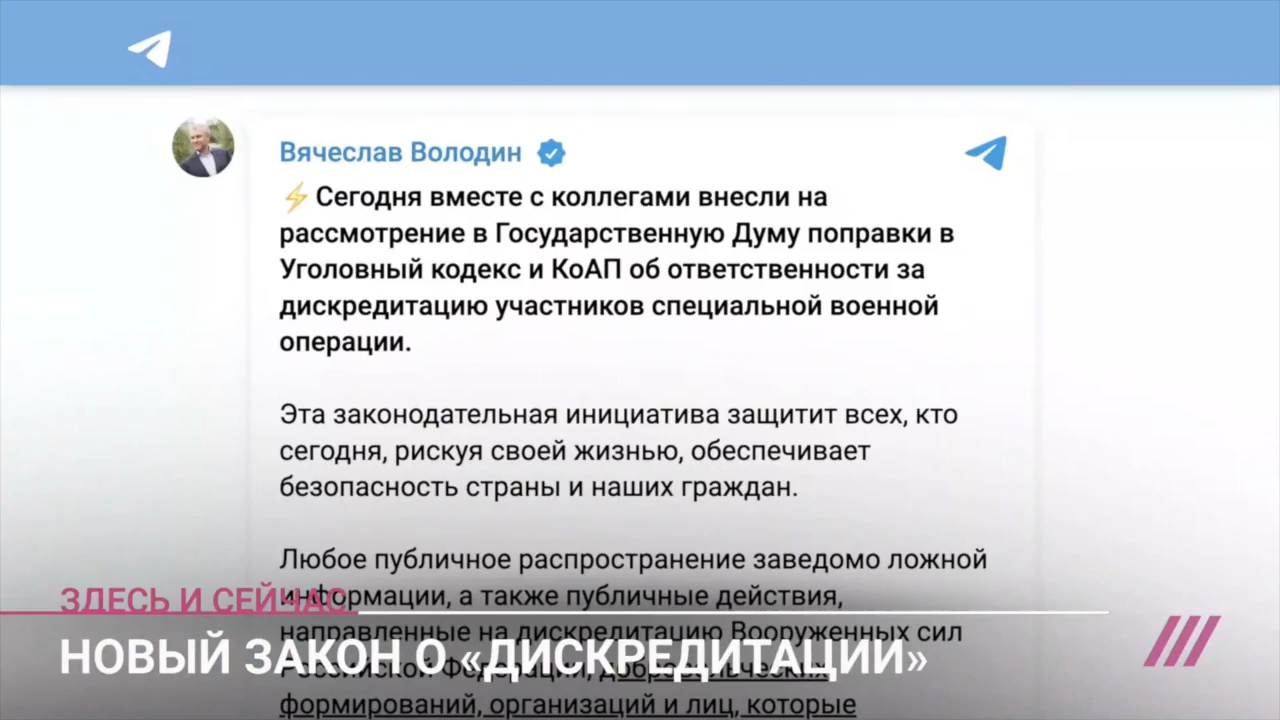 Вячеслав Володин
⚡Сегодня вместе с коллегами внесли на
рассмотрение в Государственную Думу поправки в
Уголовный кодекс и КоАП об ответственности за
дискредитацию участников специальной военной
операции.
Эта законодательная инициатива защитит всех, кто
сегодня, рискуя своей жизнью, обеспечивает
безопасность страны и наших граждан.
Любое публичное распространение заведомо ложной
информации, а также публичные действия,
направленные на дискредитацию Вооруженных сил
Российской Федерации, добровольческих
формирований, организаций и лиц, которые
ЗДЕСЬ И СЕЙЧАС
НОВЫЙ ЗАКОН О «ДИСКРЕДИТАЦИИ»